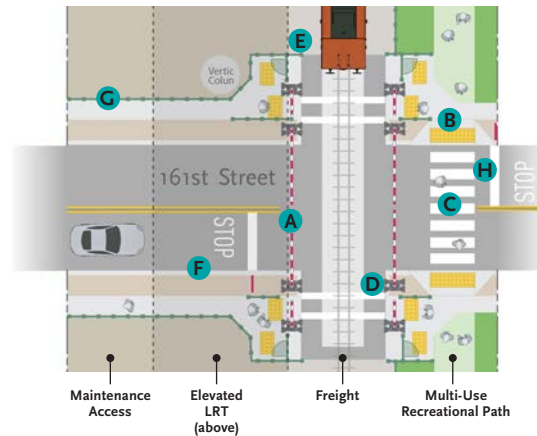 E
Vertic
Colun
G
B
161st Street
H
STOP
C
A
STOP
F
D
Maintenance
Access
Elevated
LRT
(above)
Freight
Multi-Use
Recreational Path